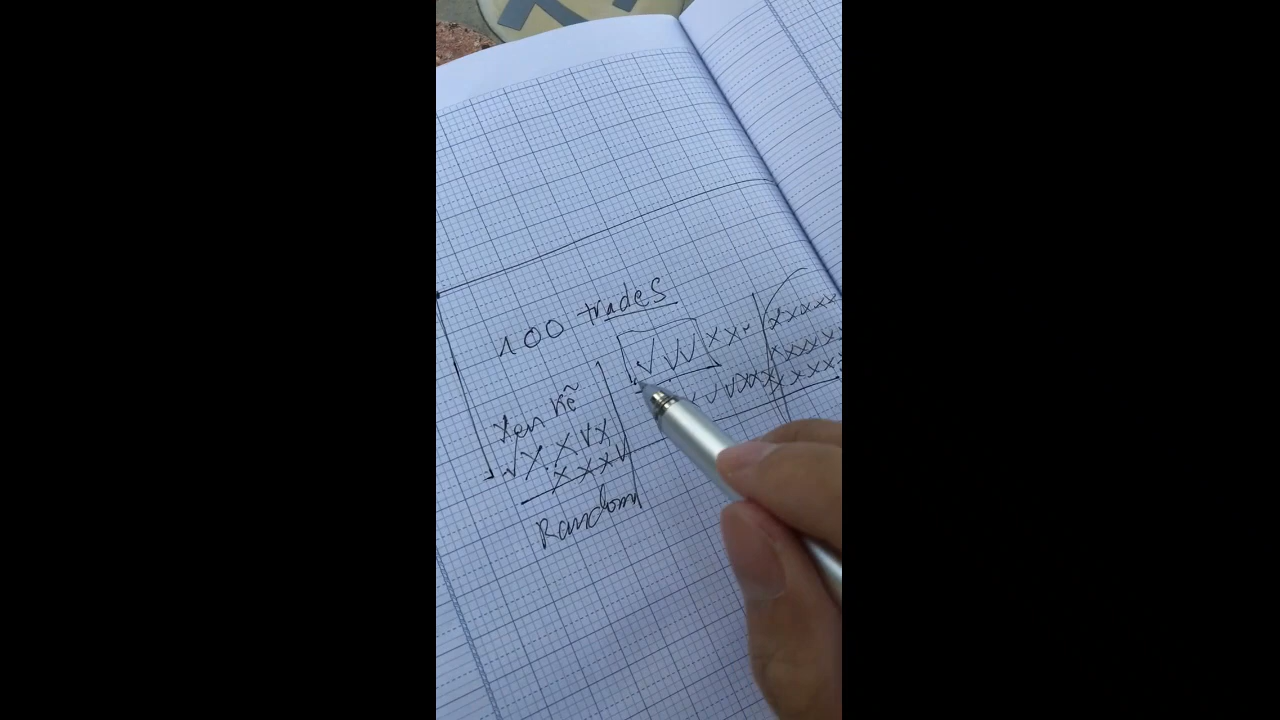 100 trades
√√√ x x
xen kẽ
√ x x √ x
x x x √
Random